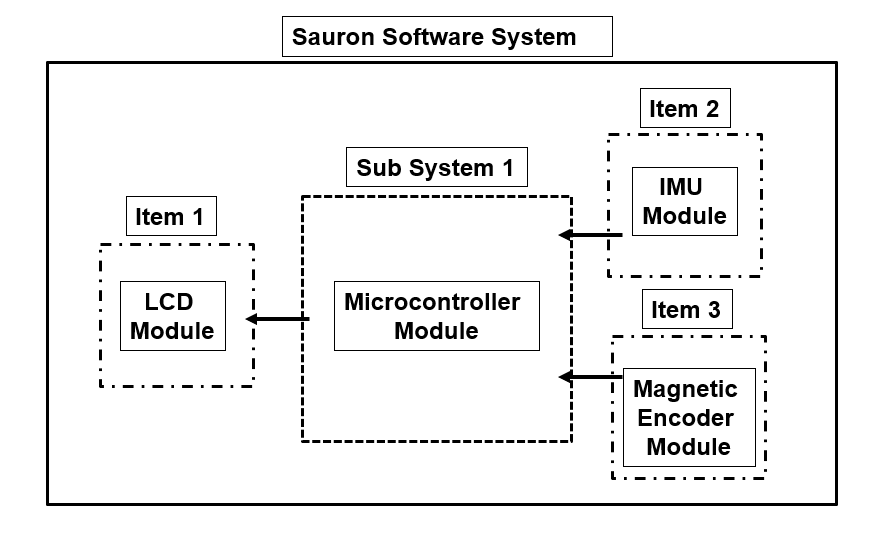 Sauron Software System
Item 2
IMU
Module
Sub System 1
Item 1
LCD
Module
Microcontroller
Module
Item 3
Magnetic
Encoder
Module